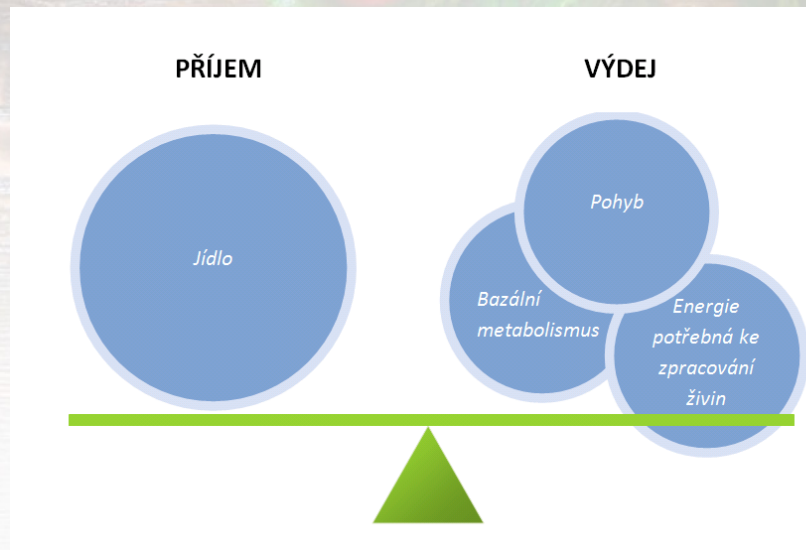 PŘÍJEM
VÝDEJ
Jídlo
Pohyb
Bazální
metabolismus
Energie
potřebná ke
zpracování
živin